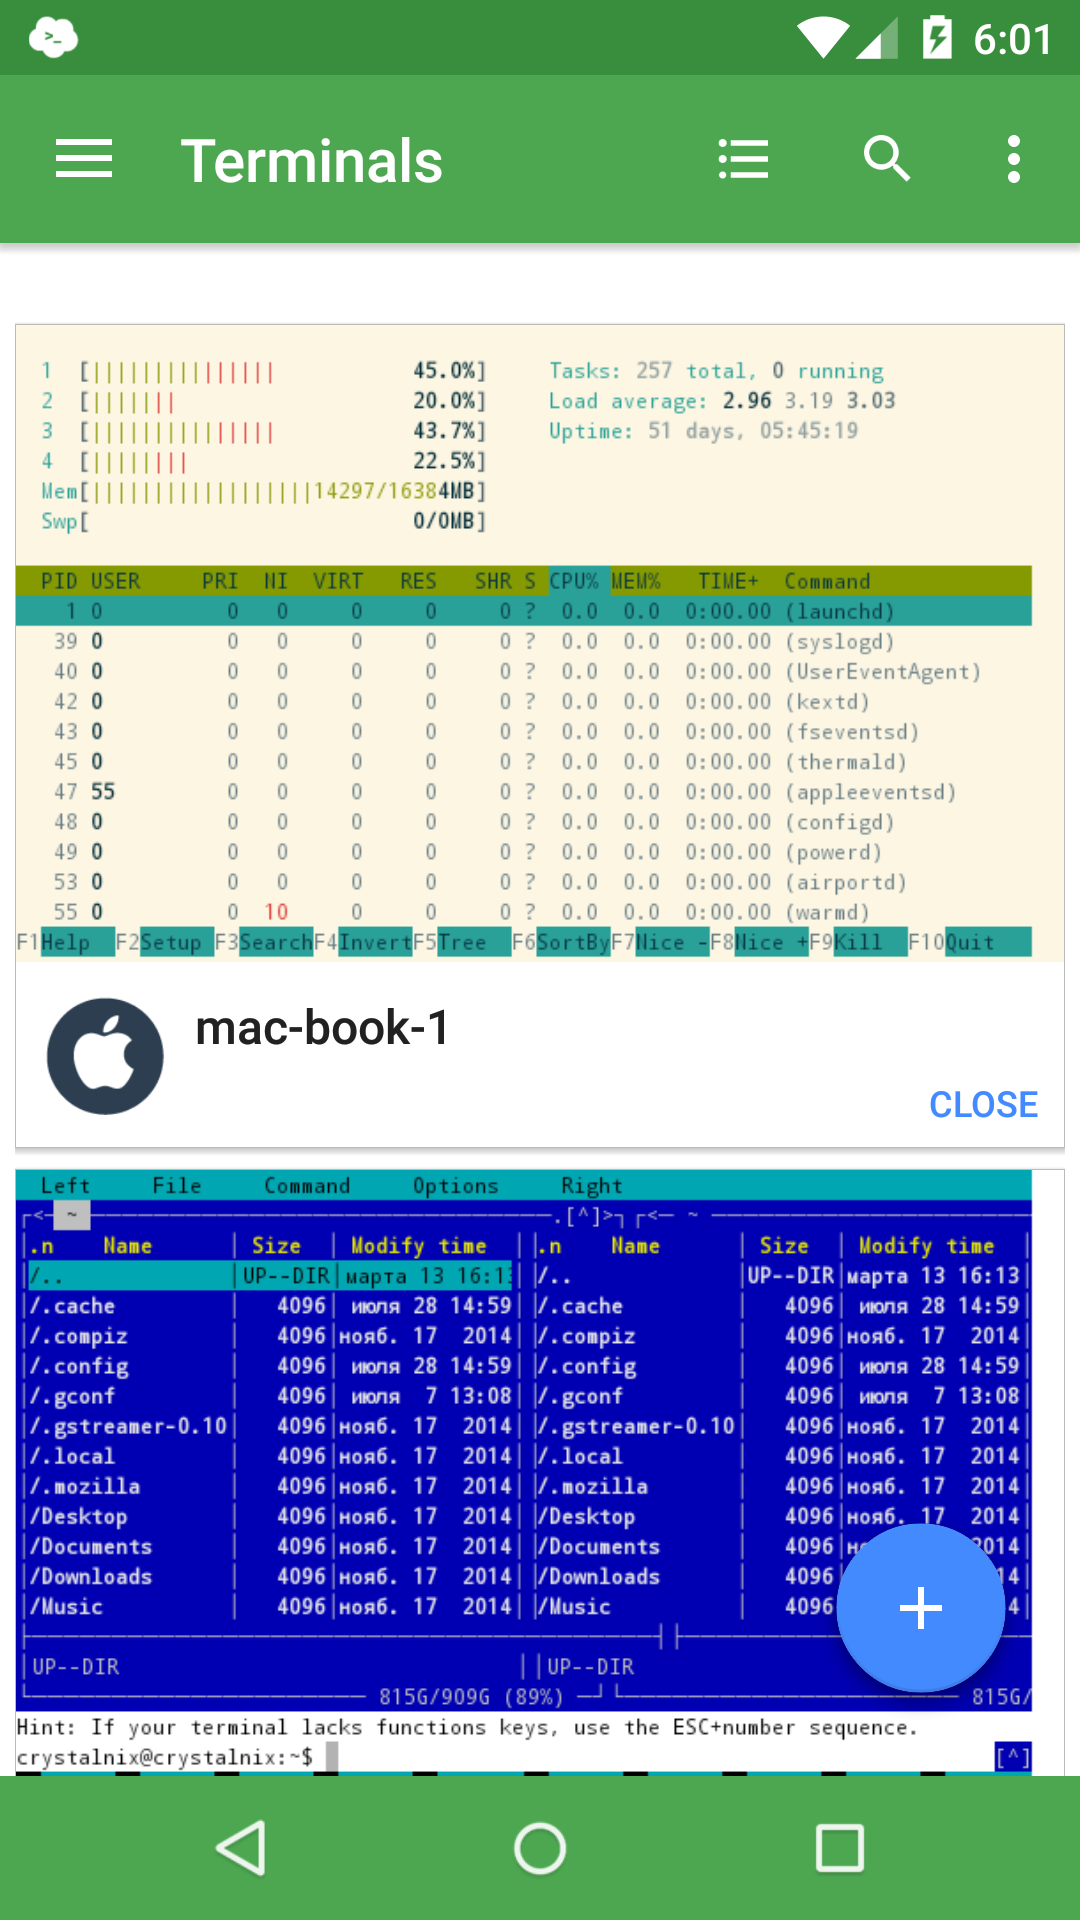 6:01
Terminals
1 [||||||||||||||| 45.0%] Tasks: 257 total, 0 running
2 [||||||| 20.0%] Load average: 2.96 3.19 3.03
3 [||||||||||||||| 43.7%] Uptime: 51 days, 05:45:19
4 [|||||||| 22.5%]
Mem[||||||||||||||||||14297/16384MB]
Swp[ 0/0MB]
PID USER PRI NI VIRT RES SHR S CPU% MEM% TIME+ Command
1 0 0 0 0 0 0 ? 0.0 0.0 0:00.00 (launchd)
39 0 0 0 0 0 0 ? 0.0 0.0 0:00.00 (syslogd)
40 0 0 0 0 0 0 ? 0.0 0.0 0:00.00 (UserEventAgent)
42 0 0 0 0 0 0 ? 0.0 0.0 0:00.00 (kextd)
43 0 0 0 0 0 0 ? 0.0 0.0 0:00.00 (fseventsd)
45 0 0 0 0 0 0 ? 0.0 0.0 0:00.00 (thermald)
47 55 0 0 0 0 0 ? 0.0 0.0 0:00.00 (appleeventsd)
48 0 0 0 0 0 0 ? 0.0 0.0 0:00.00 (configd)
49 0 0 0 0 0 0 ? 0.0 0.0 0:00.00 (powerd)
53 0 0 0 0 0 0 ? 0.0 0.0 0:00.00 (airportd)
55 0 0 10 0 0 0 ? 0.0 0.0 0:00.00 (warmd)
F1Help F2Setup F3SearchF4InvertF5Tree F6SortByF7Nice -F8Nice +F9Kill F10Quit
mac-book-1
CLOSE
Left File Command Options Right
<- ~ .[^]> <- ~
.n Name | Size | Modify time | .n Name | Size | Modify time
/.. |UP--DIR|марта 13 16:13| /.. |UP--DIR|марта 13 16:13
/.cache | 4096| июля 28 14:59| /.cache | 4096| июля 28 14:59
/.compiz | 4096|нояб. 17 2014| /.compiz | 4096|нояб. 17 2014
/.config | 4096| июля 28 14:59| /.config | 4096| июля 28 14:59
/.gconf | 4096| июля 7 13:08| /.gconf | 4096| июля 7 13:08
/.gstreamer-0.10| 4096|нояб. 17 2014| /.gstreamer-0.10| 4096|нояб. 17 2014
/.local | 4096|нояб. 17 2014| /.local | 4096|нояб. 17 2014
/.mozilla | 4096|нояб. 17 2014| /.mozilla | 4096|нояб. 17 2014
/Desktop | 4096|нояб. 17 2014| /Desktop | 4096|нояб. 17 2014
/Documents | 4096|нояб. 17 2014| /Documents | 4096
/Downloads | 4096|нояб. 17 2014| /Downloads | 4096
/Music | 4096|нояб. 17 2014| /Music | 4096
UP--DIR UP--DIR
815G/909G (89%) 815G/
Hint: If your terminal lacks functions keys, use the ESC+number sequence.
crystalnix@crystalnix:~$ [^]